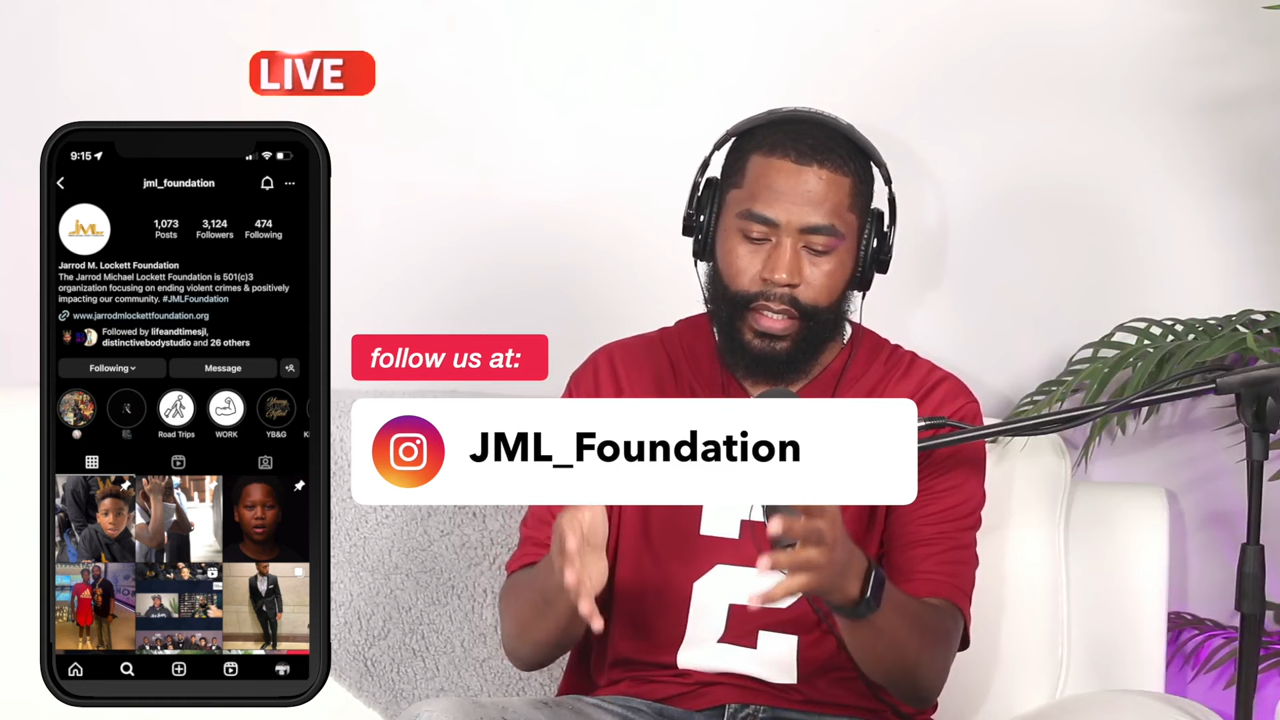 LIVE
9:15
jml_foundation
JML
1,073
3,124
474
Posts
Followers
Following
Jarrod M. Lockett Foundation
The Jarrod Michael Lockett Foundation is 501(c)3
organization focusing on ending violent crimes & positively
impacting our community. #JMLFoundation
www.jarrodmlockettfoundation.org
Followed by lifeandtimesjl,
distinctivebodystudio and 26 others
Following
Message
Road Trips
WORK
YB&G
follow us at:
JML_Foundation
2